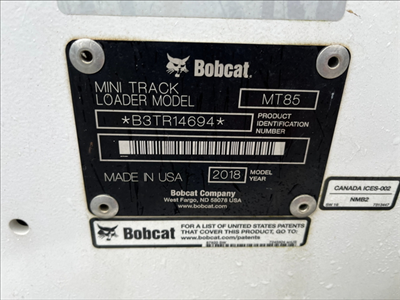 Bobcat.
MINI TRACK
LOADER MODEL
MT85
*B3TR14694*
PRODUCT
IDENTIFICATION
NUMBER
MADE IN USA
2018
MODEL
YEAR
Bobcat Company
West Fargo, ND 58078 USA
www.bobcat.com
CANADA ICES-002
NMB2
Bobcat
FOR A LIST OF UNITED STATES PATENTS
THAT COVER THIS PRODUCT, GO TO:
www.bobcat.com/patents